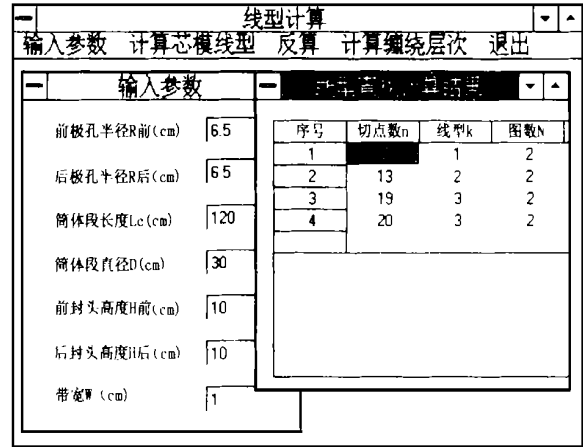 线型计算
输入参数 计算芯模线型 反算 计算缠绕层次 退出
输入参数
前极孔半径R前(cm) 6.5
后极孔半径R后(cm) 6.5
筒体段长度Lc(cm) 120
筒体段直径D(cm) 30
前封头高度H前(cm) 10
后封头高度H后(cm) 10
带宽W (cm) 1
序号 切点数n 线型k 图数N
1 1 2
2 13 2 2
3 19 3 2
4 20 3 2